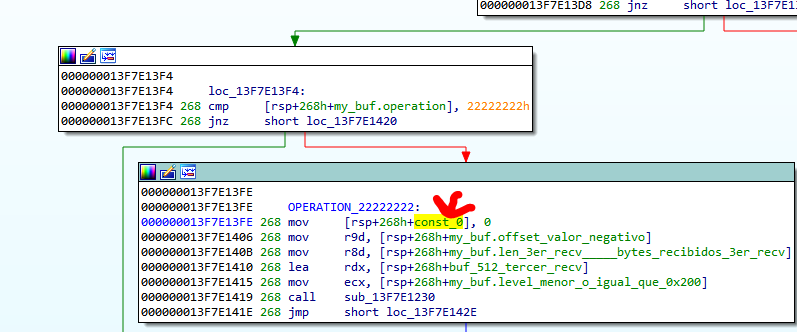 000000013F7E13D8 268 jnz short loc_13F7E13F4
000000013F7E13F4
000000013F7E13F4 loc_13F7E13F4:
000000013F7E13F4 268 cmp [rsp+268h+my_buf.operation], 22222222h
000000013F7E13FC 268 jnz short loc_13F7E1420
000000013F7E13FE
000000013F7E13FE OPERATION_22222222:
000000013F7E13FE 268 mov [rsp+268h+const_0], 0
000000013F7E1406 268 mov r9d, [rsp+268h+my_buf.offset_valor_negativo]
000000013F7E140B 268 mov r8d, [rsp+268h+my_buf.len_3er_recv_____bytes_recibidos_3er_recv]
000000013F7E1410 268 lea rdx, [rsp+268h+buf_512_tercer_recv]
000000013F7E1415 268 mov ecx, [rsp+268h+my_buf.level_menor_o_igual_que_0x200]
000000013F7E1419 268 call sub_13F7E1230
000000013F7E141E 268 jmp short loc_13F7E142E